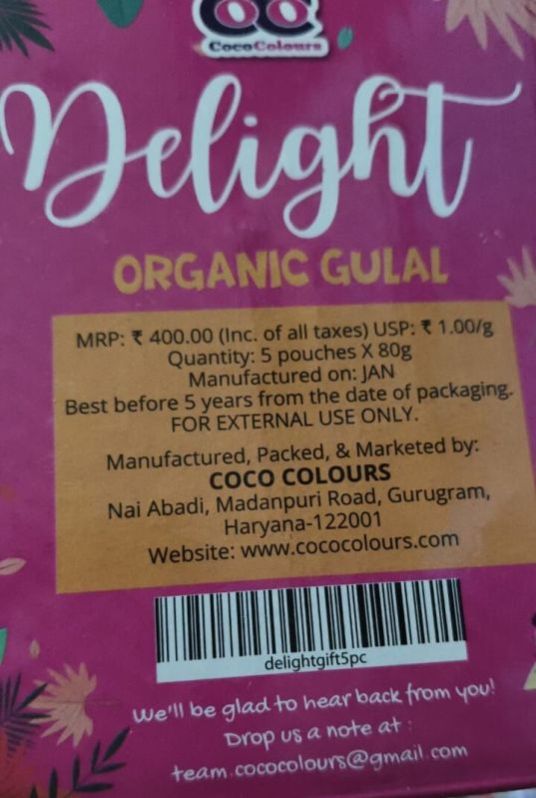 CocoColours
Delight
ORGANIC GULAL
MRP: ₹ 400.00 (Inc. of all taxes) USP: ₹ 1.00/g
Quantity: 5 pouches X 80g
Manufactured on: JAN
Best before 5 years from the date of packaging.
FOR EXTERNAL USE ONLY.
Manufactured, Packed, & Marketed by:
COCO COLOURS
Nai Abadi, Madanpuri Road, Gurugram,
Haryana-122001
Website: www.cococolours.com
delightgift5pc
We'll be glad to hear back from you!
Drop us a note at :
team.cococolours@gmail.com